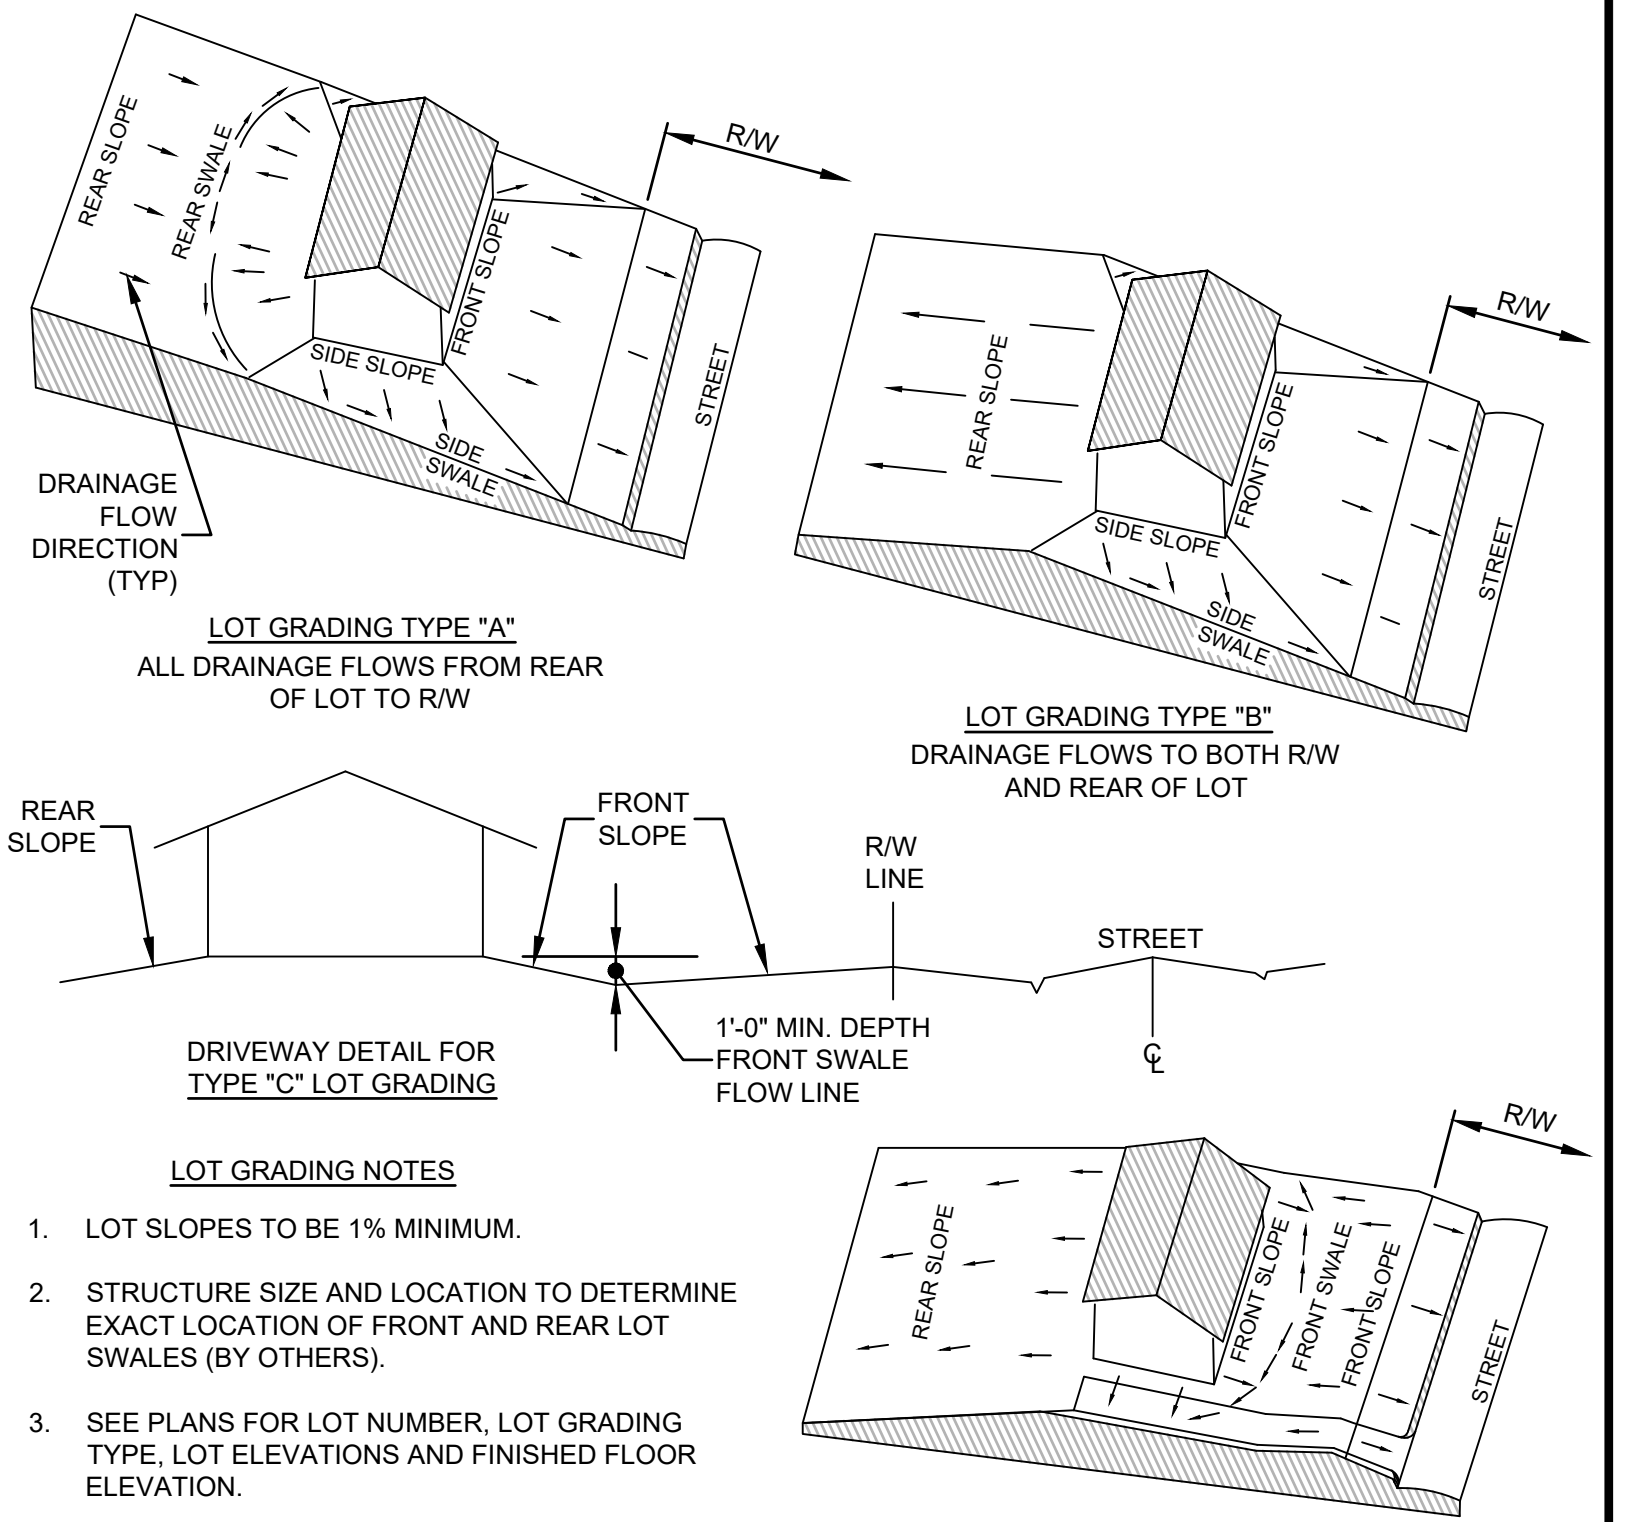 REAR SLOPE
REAR SWALE
R/W
FRONT SLOPE
SIDE SLOPE
SIDE
SWALE
STREET
DRAINAGE
FLOW
DIRECTION
(TYP)
LOT GRADING TYPE "A"
ALL DRAINAGE FLOWS FROM REAR
OF LOT TO R/W
R/W
REAR SLOPE
FRONT SLOPE
SIDE SLOPE
SIDE
SWALE
STREET
LOT GRADING TYPE "B"
DRAINAGE FLOWS TO BOTH R/W
AND REAR OF LOT
REAR
SLOPE
FRONT
SLOPE
R/W
LINE
STREET
CL
1'-0" MIN. DEPTH
FRONT SWALE
FLOW LINE
DRIVEWAY DETAIL FOR
TYPE "C" LOT GRADING
LOT GRADING NOTES
1. LOT SLOPES TO BE 1% MINIMUM.
2. STRUCTURE SIZE AND LOCATION TO DETERMINE
EXACT LOCATION OF FRONT AND REAR LOT
SWALES (BY OTHERS).
3. SEE PLANS FOR LOT NUMBER, LOT GRADING
TYPE, LOT ELEVATIONS AND FINISHED FLOOR
ELEVATION.
R/W
REAR SLOPE
FRONT SLOPE
FRONT SWALE
FRONT SLOPE
STREET